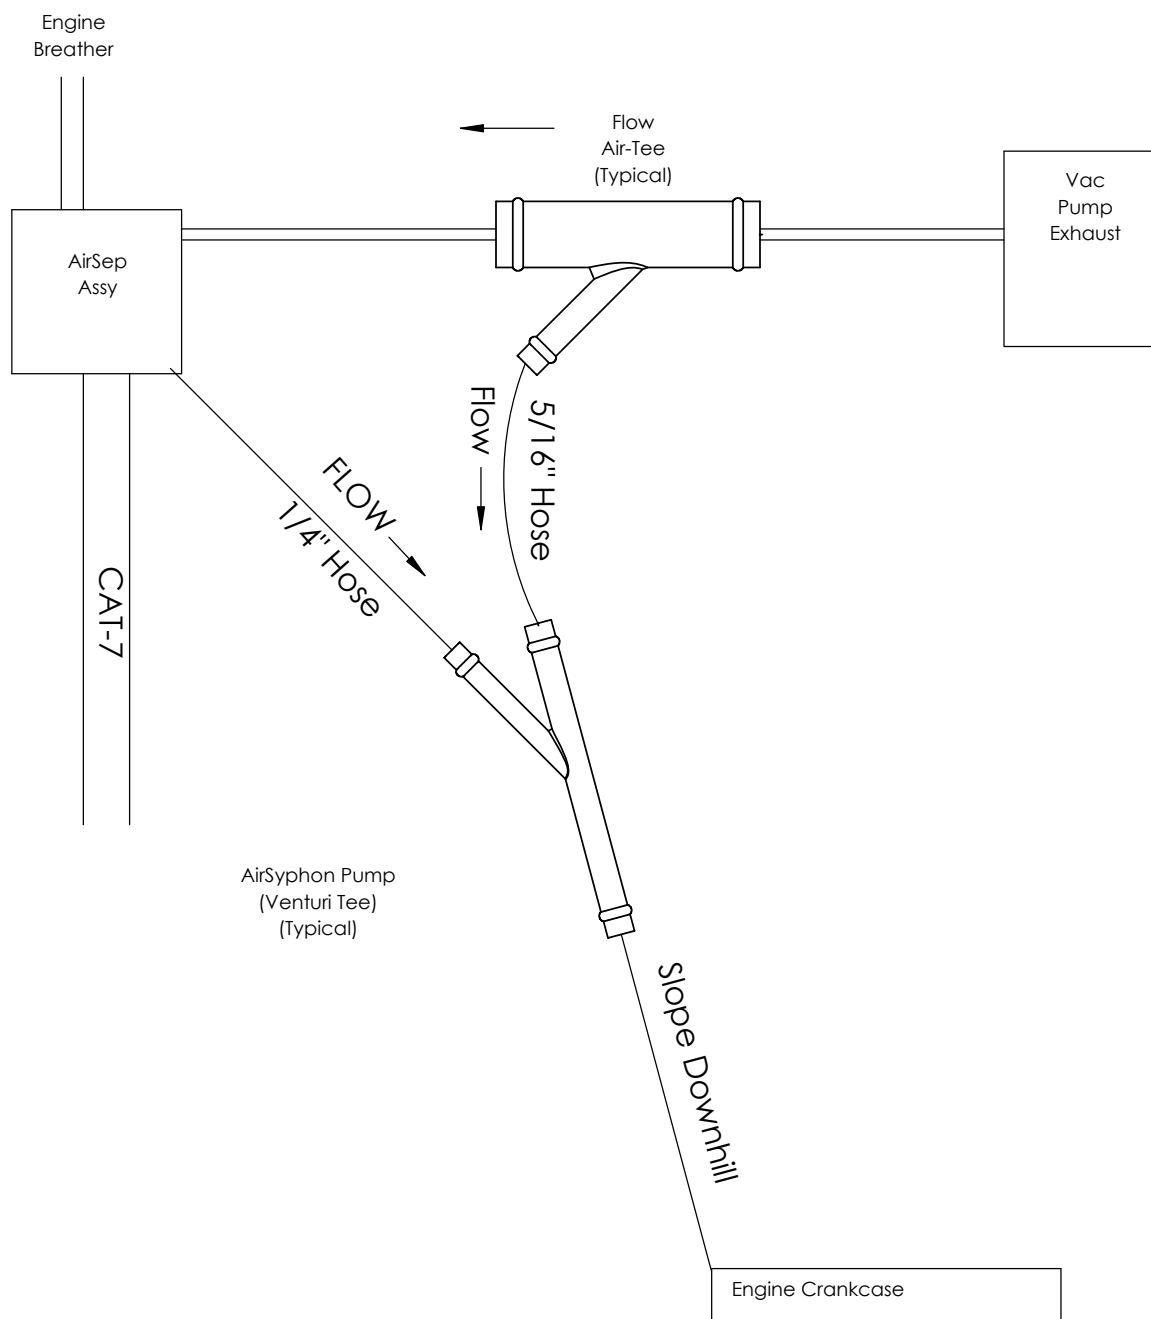 Engine
Breather
Flow
Air-Tee
(Typical)
Vac
Pump
Exhaust
AirSep
Assy
Flow
5/16" Hose
FLOW
1/4" Hose
CAT-7
AirSyphon Pump
(Venturi Tee)
(Typical)
Slope Downhill
Engine Crankcase